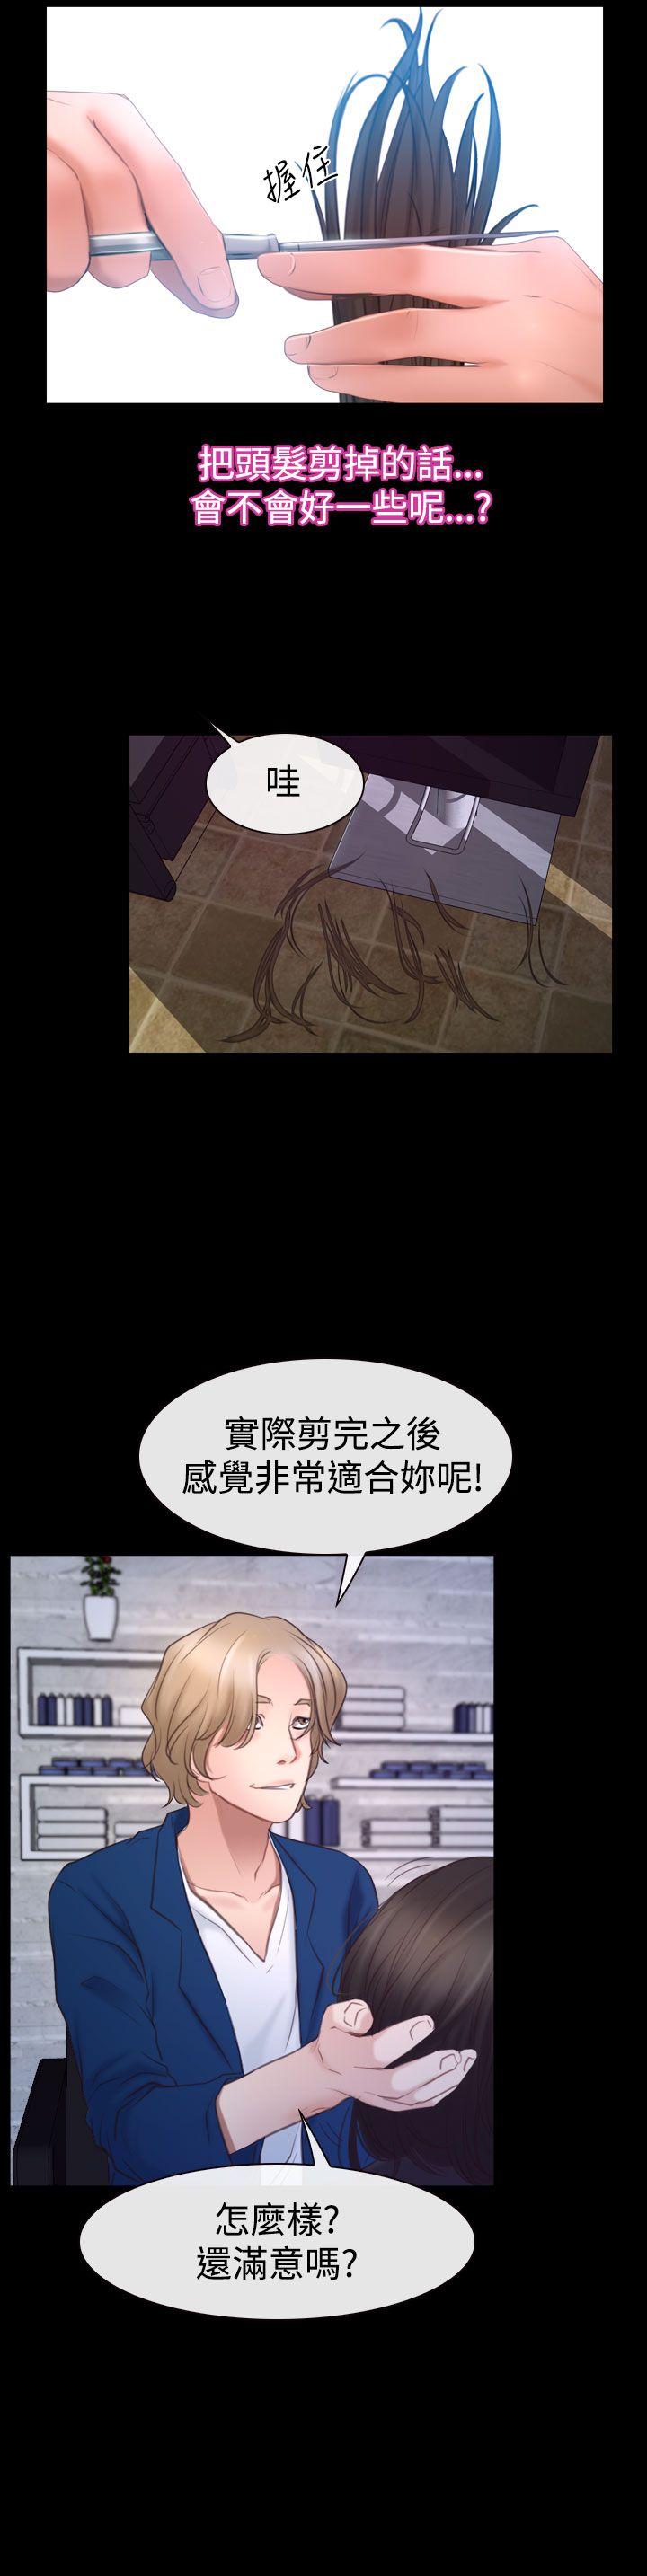 握住
把頭髮剪掉的話...
會不會好一些呢...?
哇
實際剪完之後
感覺非常適合妳呢!
怎麼樣?
還滿意嗎?